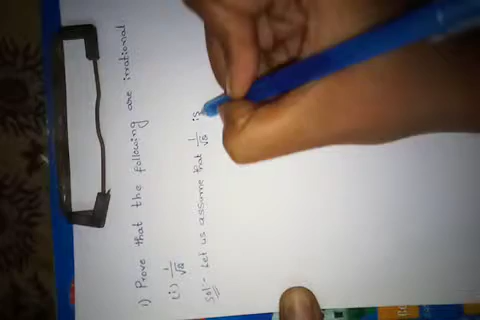 1) Prove that the following are irrational
(i) 1/√2
Sol:- Let us assume that 1/√2 is